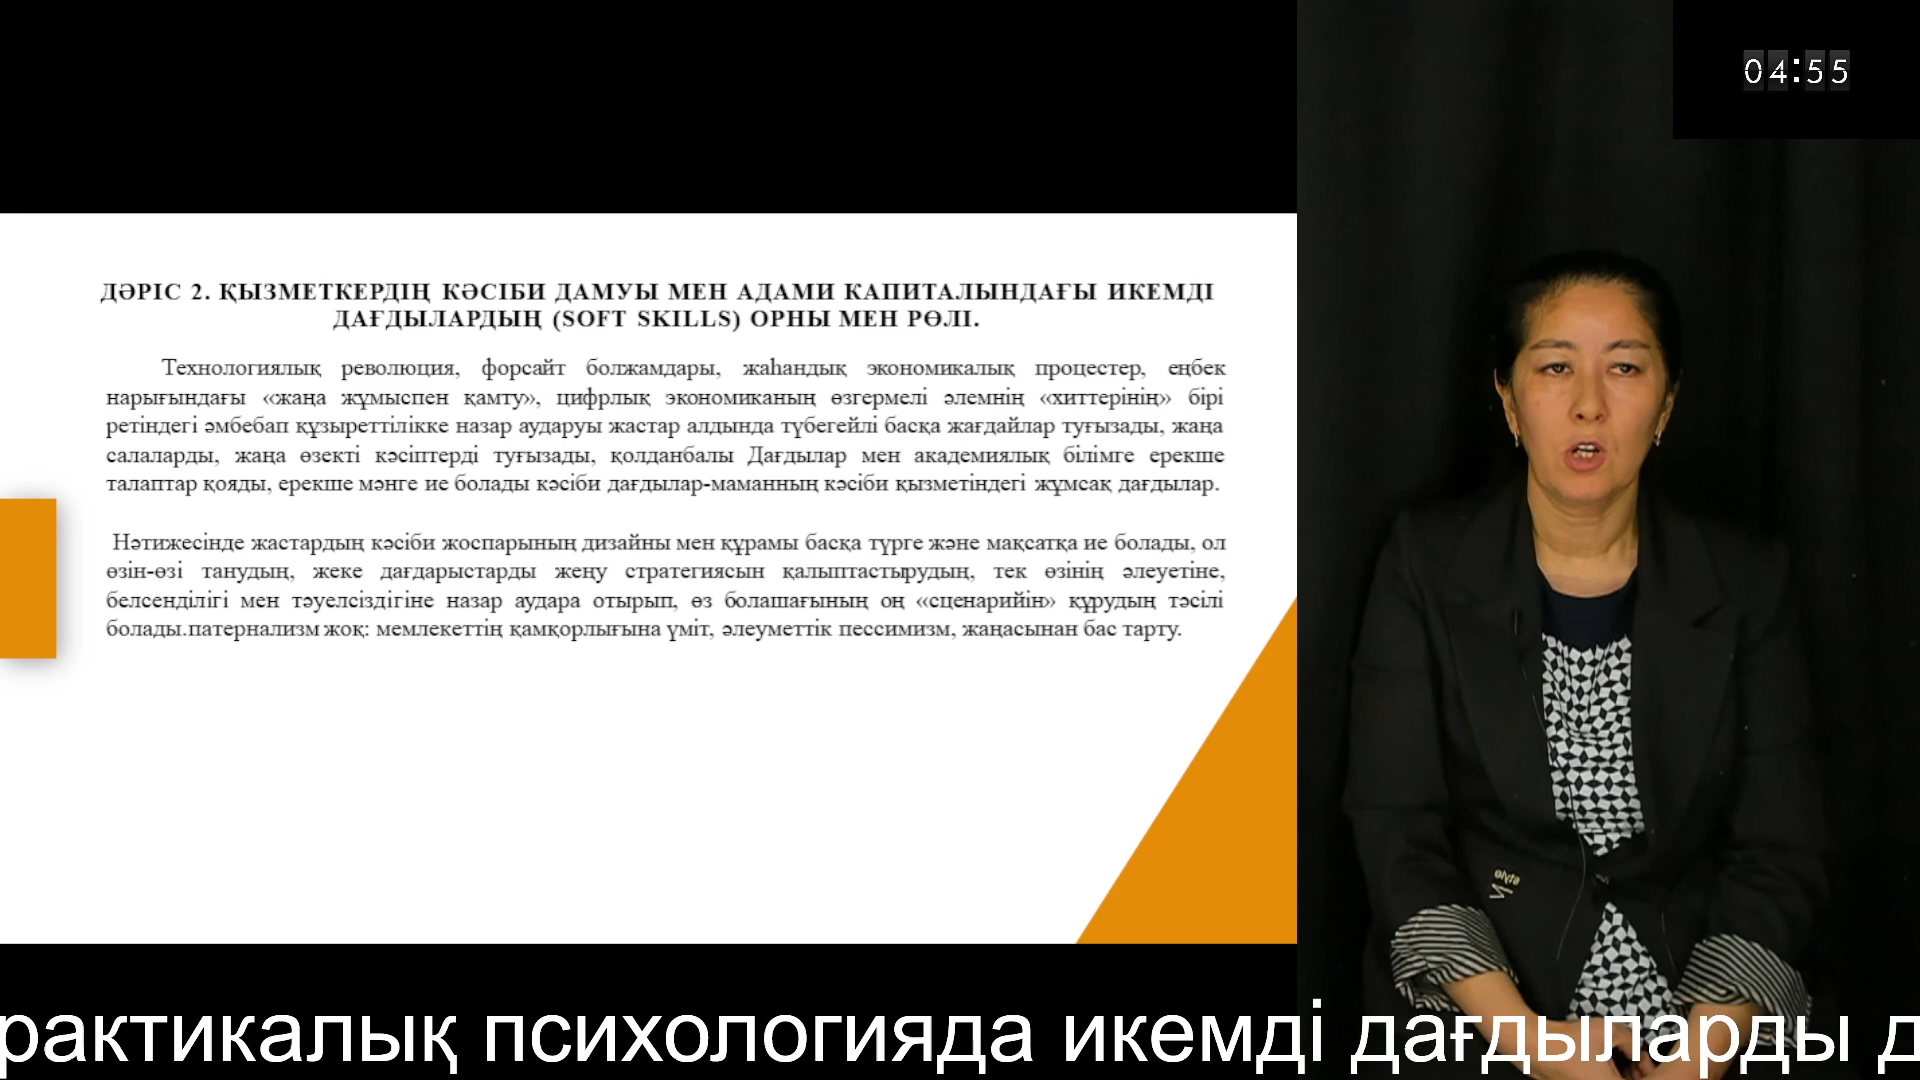 04:55
ДӘРІС 2. ҚЫЗМЕТКЕРДІҢ КӘСІБИ ДАМУЫ МЕН АДАМИ КАПИТАЛЫНДАҒЫ ИКЕМДІ
ДАҒДЫЛАРДЫҢ (SOFT SKILLS) ОРНЫ МЕН РӨЛІ.
Технологиялық революция, форсайт болжамдары, жаһандық экономикалық процестер, еңбек
нарығындағы «жаңа жұмыспен қамту», цифрлық экономиканың өзгермелі әлемнің «хиттерінің» бірі
ретіндегі әмбебап құзыреттілікке назар аударуы жастар алдында түбегейлі басқа жағдайлар туғызады, жаңа
салаларды, жаңа өзекті кәсіптерді туғызады, қолданбалы Дағдылар мен академиялық білімге ерекше
талаптар қояды, ерекше мәнге ие болады кәсіби дағдылар-маманның кәсіби қызметіндегі жұмсақ дағдылар.
Нәтижесінде жастардың кәсіби жоспарының дизайны мен құрамы басқа түрге және мақсатқа ие болады, ол
өзін-өзі танудың, жеке дағдарыстарды жеңу стратегиясын қалыптастырудың, тек өзінің әлеуетіне,
белсенділігі мен тәуелсіздігіне назар аудара отырып, өз болашағының оң «сценарийін» құрудың тәсілі
болады.патернализм жоқ: мемлекеттің қамқорлығына үміт, әлеуметтік пессимизм, жаңасынан бас тарту.
рактикалық психологияда икемді дағдыларды д